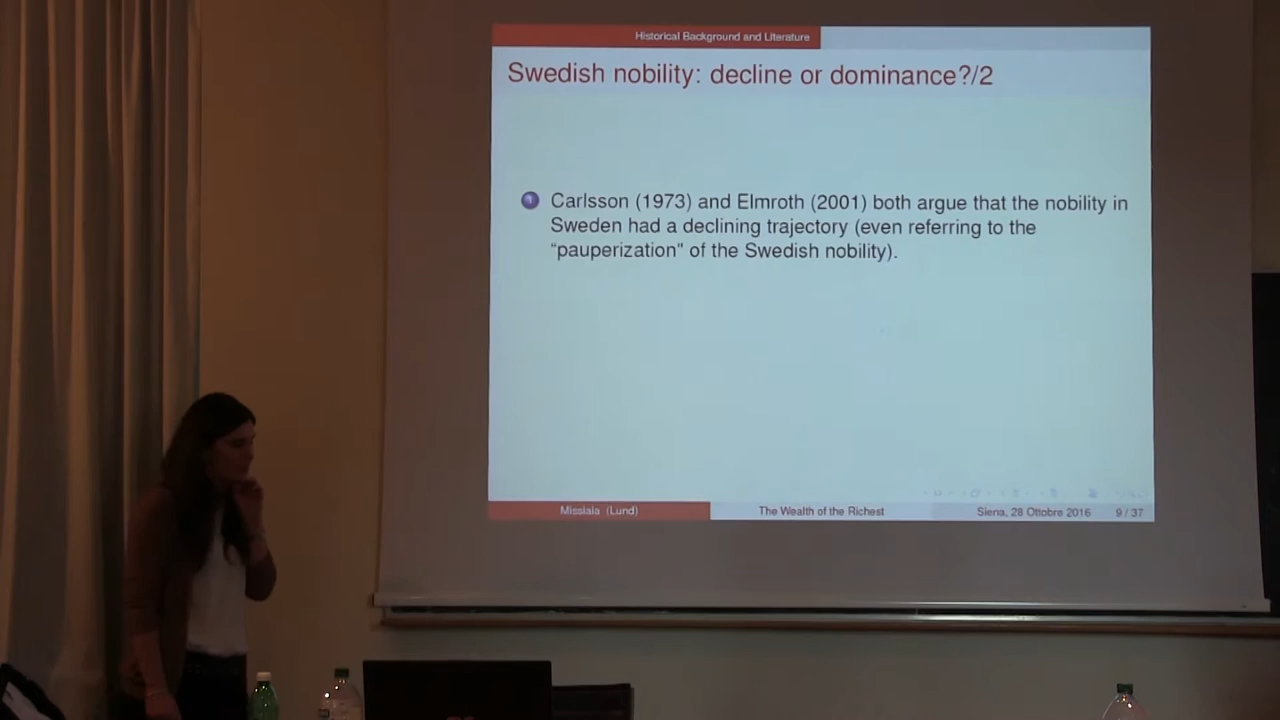 Historical Background and Literature
Swedish nobility: decline or dominance?/2
1 Carlsson (1973) and Elmroth (2001) both argue that the nobility in
Sweden had a declining trajectory (even referring to the
“pauperization” of the Swedish nobility).
Missiaia (Lund) The Wealth of the Richest Siena, 28 Ottobre 2016 9 / 37